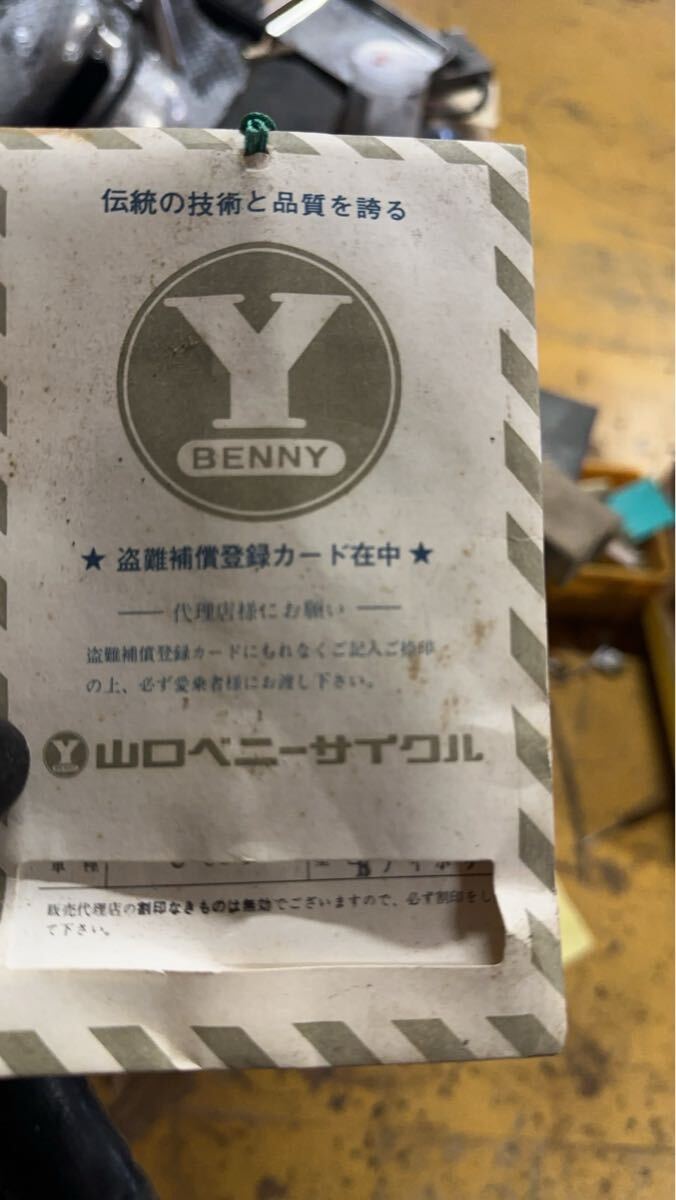 伝統の技術と品質を誇る
Y
BENNY
★ 盗難補償登録カード在中 ★
── 代理店様にお願い ──
盗難補償登録カードにもれなくご記入ご捺印
の上、必ず愛乗者様にお渡し下さい。
Y 山口ベニーサイクル
車種
販売代理店の割印なきものは無効でございますので、必ず割印をし
て下さい。